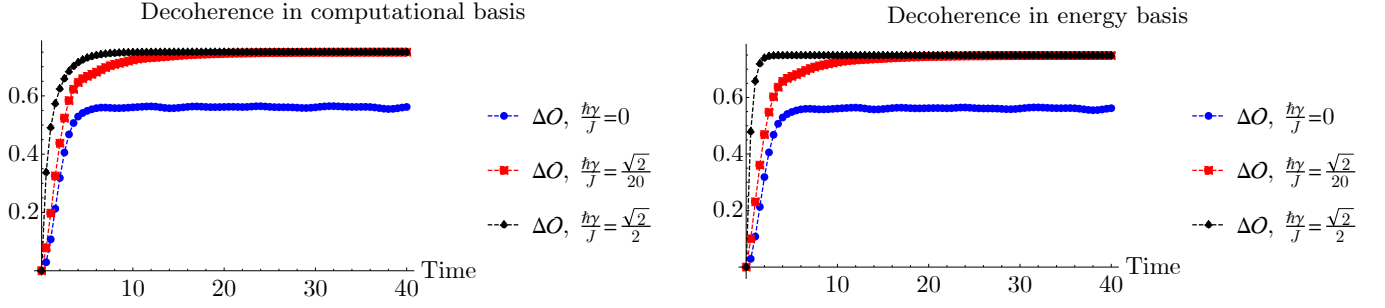 Decoherence in computational basis
0.6
0.4
0.2
10 20 30 40
Time
Δ𝒪, ℏγ/J=0
Δ𝒪, ℏγ/J=√2/20
Δ𝒪, ℏγ/J=√2/2
Decoherence in energy basis
0.6
0.4
0.2
10 20 30 40
Time
Δ𝒪, ℏγ/J=0
Δ𝒪, ℏγ/J=√2/20
Δ𝒪, ℏγ/J=√2/2